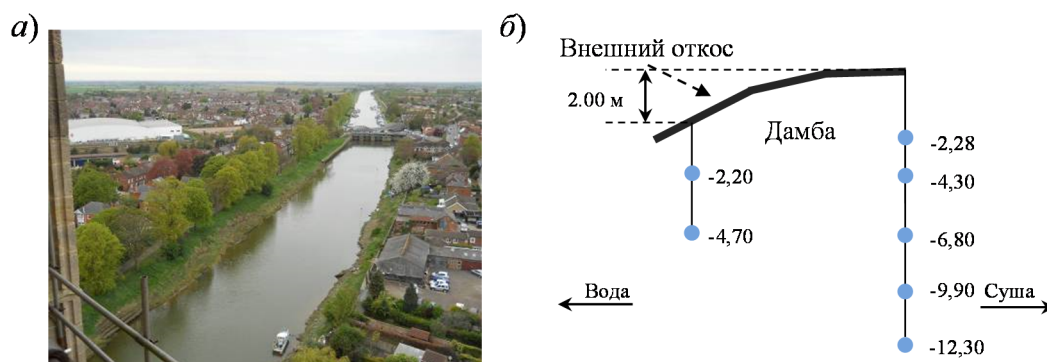 а)
б)
Внешний откос
2.00 м
Дамба
-2,28
-2,20
-4,30
-4,70
-6,80
-9,90
Вода
Суша
-12,30